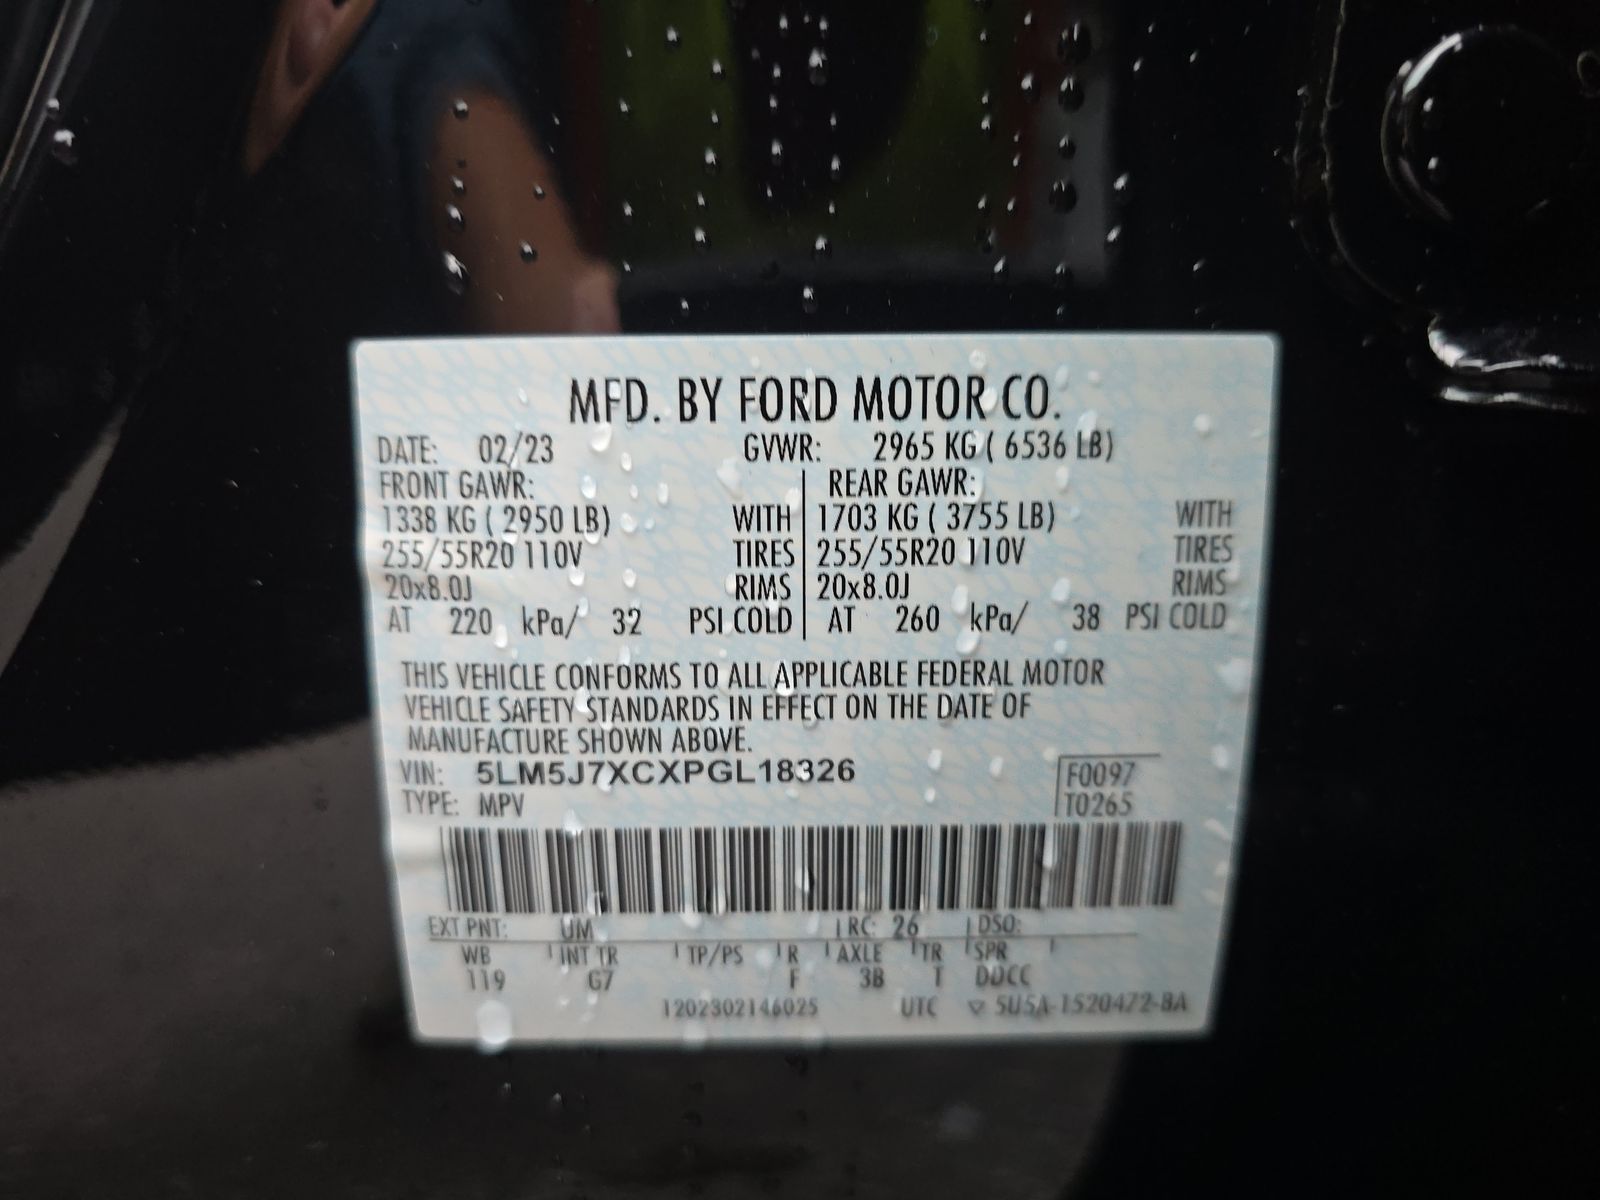 MFD. BY FORD MOTOR CO.
DATE: 02/23 GVWR: 2965 KG ( 6536 LB)
FRONT GAWR: REAR GAWR:
1338 KG ( 2950 LB) WITH 1703 KG ( 3755 LB) WITH
255/55R20 110V TIRES 255/55R20 110V TIRES
20x8.0J RIMS 20x8.0J RIMS
AT 220 kPa/ 32 PSI COLD AT 260 kPa/ 38 PSI COLD
THIS VEHICLE CONFORMS TO ALL APPLICABLE FEDERAL MOTOR
VEHICLE SAFETY STANDARDS IN EFFECT ON THE DATE OF
MANUFACTURE SHOWN ABOVE.
VIN: 5LM5J7XCXPGL18326 F0097
TYPE: MPV T0265
EXT PNT: UM RC: 26 DSO:
WB INT TR TP/PS R AXLE TR SPR
119 G7 F 3B T DDCC
1202302146025 UTC ▽ 5U5A-1520472-BA